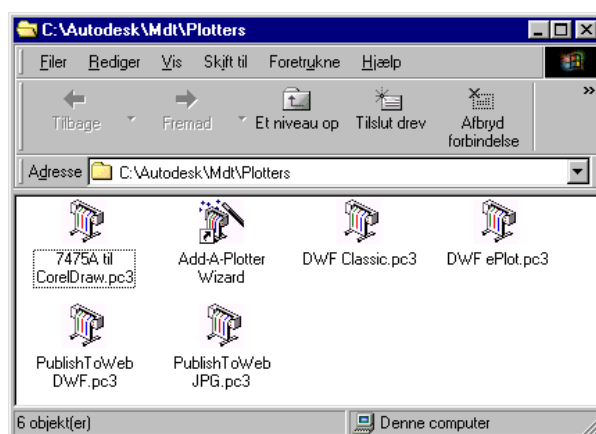 C:\Autodesk\Mdt\Plotters
Filer Rediger Vis Skift til Foretrukne Hjælp
Tilbage Fremad Et niveau op Tilslut drev Afbryd forbindelse »
Adresse C:\Autodesk\Mdt\Plotters
7475A til CorelDraw.pc3
Add-A-Plotter Wizard
DWF Classic.pc3
DWF ePlot.pc3
PublishToWeb DWF.pc3
PublishToWeb JPG.pc3
6 objekt(er) Denne computer